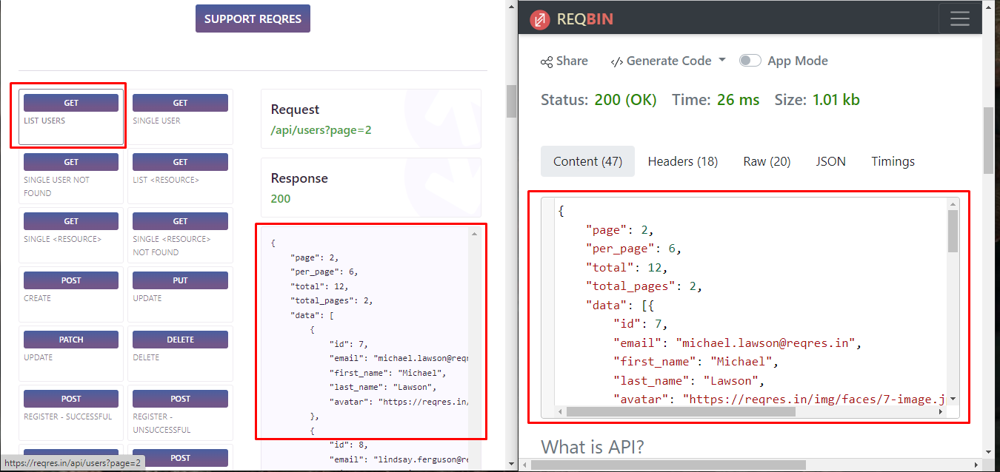 SUPPORT REQRES
GET
LIST USERS
GET
SINGLE USER
GET
SINGLE USER NOT
FOUND
GET
LIST <RESOURCE>
GET
SINGLE <RESOURCE>
GET
SINGLE <RESOURCE>
NOT FOUND
POST
CREATE
PUT
UPDATE
PATCH
UPDATE
DELETE
DELETE
POST
REGISTER - SUCCESSFUL
POST
REGISTER -
UNSUCCESSFUL
POST
https://reqres.in/api/users?page=2
Request
/api/users?page=2
Response
200
{
"page": 2,
"per_page": 6,
"total": 12,
"total_pages": 2,
"data": [
{
"id": 7,
"email": "michael.lawson@reqr
"first_name": "Michael",
"last_name": "Lawson",
"avatar": "https://reqres.in/
},
{
"id": 8,
"email": "lindsay.ferguson@re
REQBIN
Share
</> Generate Code
App Mode
Status: 200 (OK) Time: 26 ms Size: 1.01 kb
Content (47) Headers (18) Raw (20) JSON Timings
{
"page": 2,
"per_page": 6,
"total": 12,
"total_pages": 2,
"data": [{
"id": 7,
"email": "michael.lawson@reqres.in",
"first_name": "Michael",
"last_name": "Lawson",
"avatar": "https://reqres.in/img/faces/7-image.j
What is API?